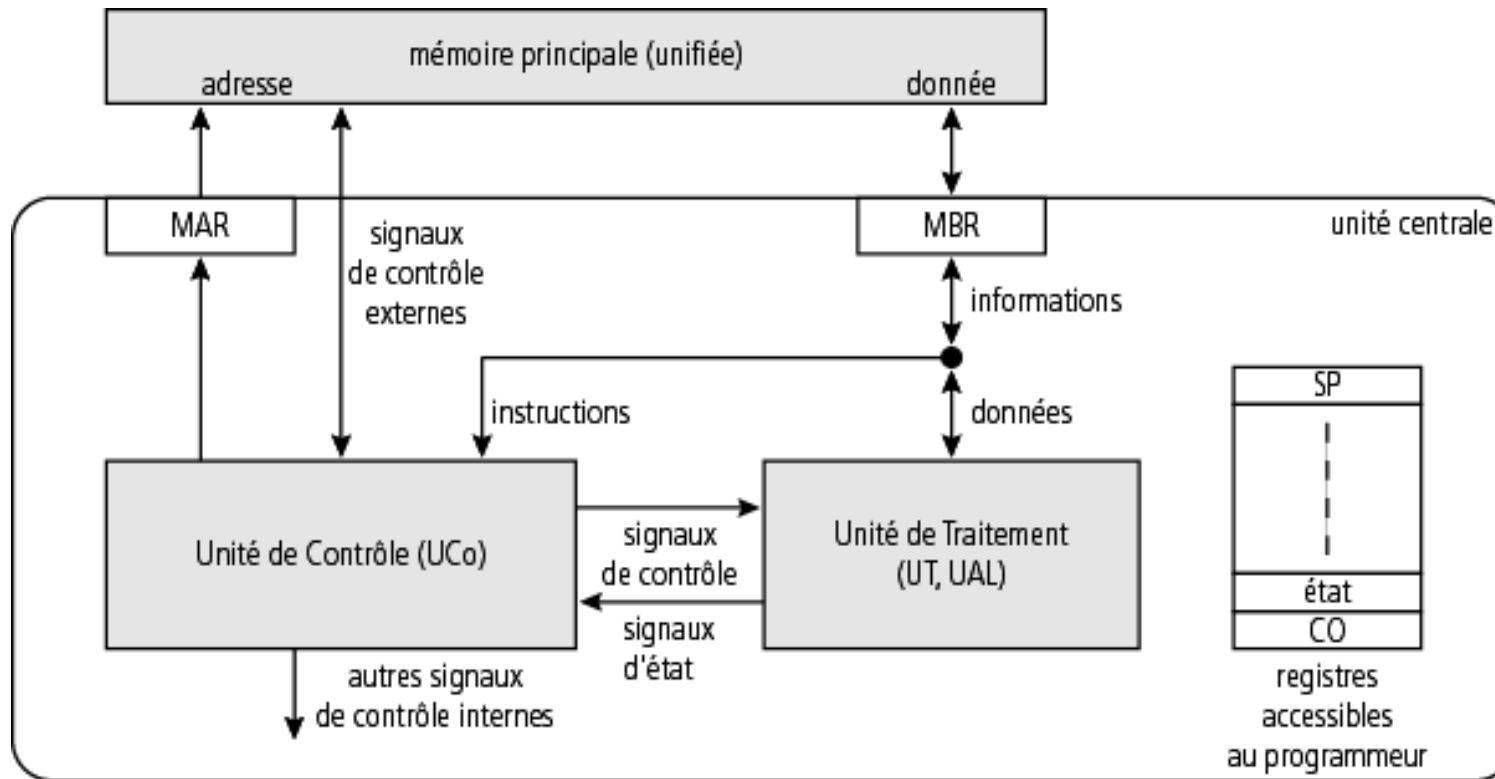 mémoire principale (unifiée)
adresse
donnée
MAR
MBR
unité centrale
signaux
de contrôle
externes
informations
instructions
données
SP
Unité de Contrôle (UCo)
signaux
de contrôle
Unité de Traitement
(UT, UAL)
signaux
d'état
état
CO
autres signaux
de contrôle internes
registres
accessibles
au programmeur